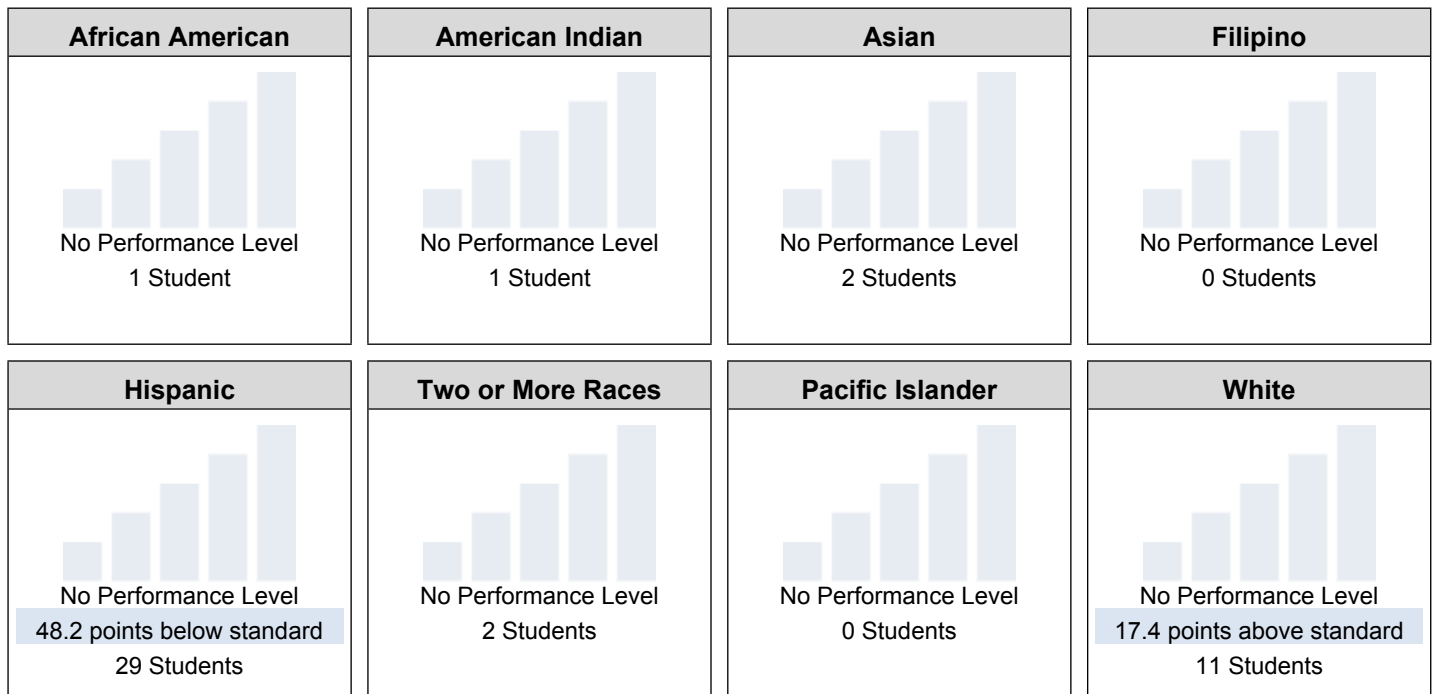 African American
No Performance Level
1 Student
American Indian
No Performance Level
1 Student
Asian
No Performance Level
2 Students
Filipino
No Performance Level
0 Students
Hispanic
No Performance Level
48.2 points below standard
29 Students
Two or More Races
No Performance Level
2 Students
Pacific Islander
No Performance Level
0 Students
White
No Performance Level
17.4 points above standard
11 Students